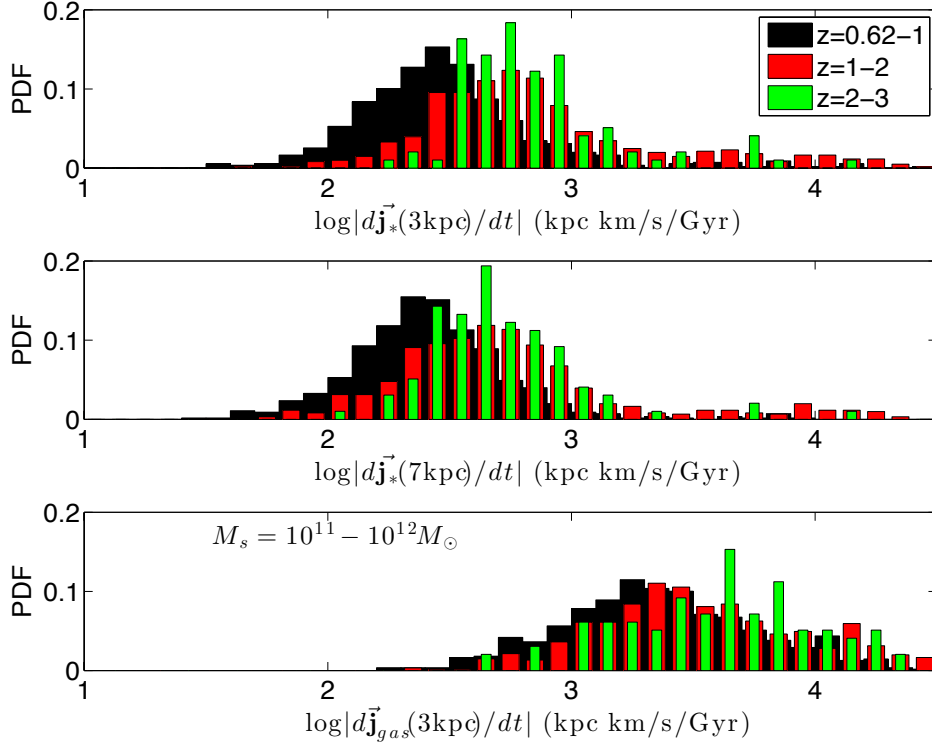 0.2
0.1
0
PDF
z=0.62−1
z=1−2
z=2−3
1 2 3 4
log|dj⃗*(3kpc)/dt| (kpc km/s/Gyr)
0.2
0.1
0
PDF
1 2 3 4
log|dj⃗*(7kpc)/dt| (kpc km/s/Gyr)
0.2
0.1
0
PDF
M_s = 10^11 − 10^12 M_⊙
1 2 3 4
log|dj⃗_gas(3kpc)/dt| (kpc km/s/Gyr)